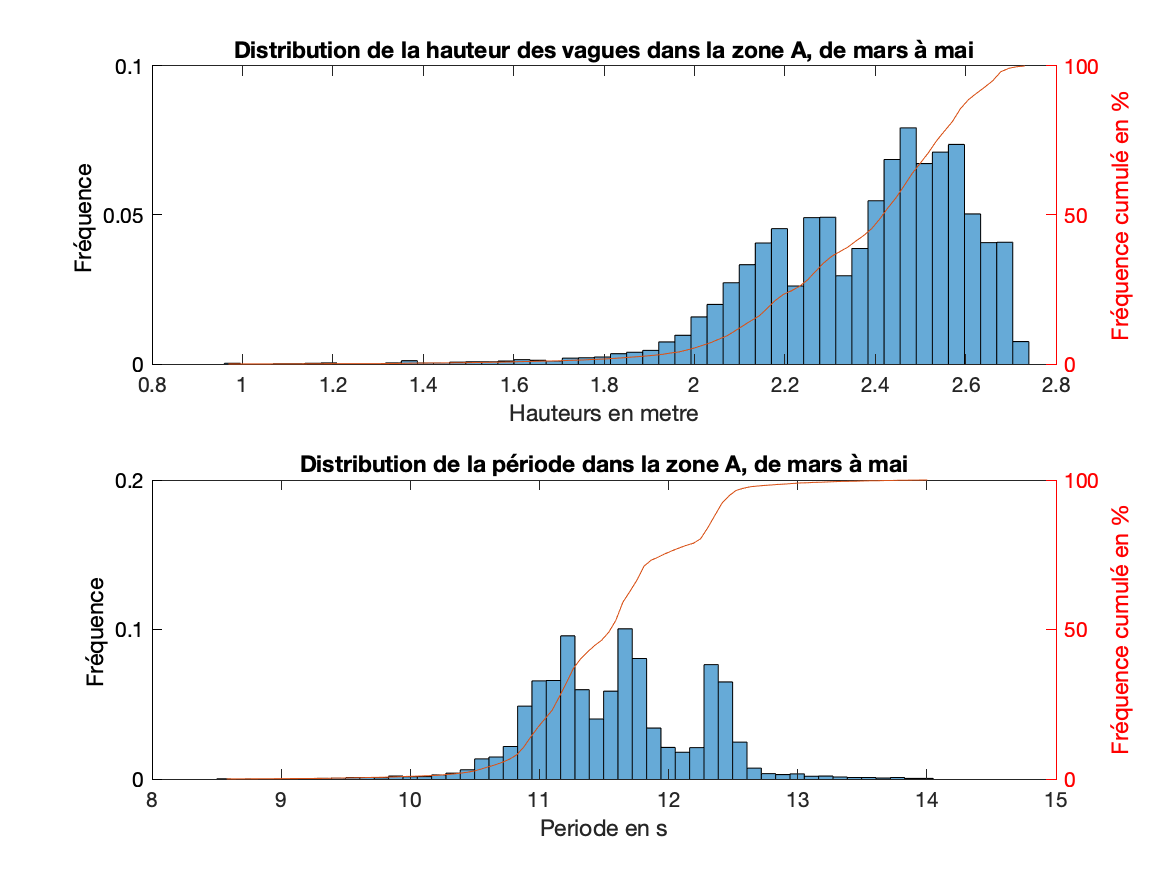 Distribution de la hauteur des vagues dans la zone A, de mars à mai
0.1
0.05
0
Fréquence
100
50
0
Fréquence cumulé en %
0.8 1 1.2 1.4 1.6 1.8 2 2.2 2.4 2.6 2.8
Hauteurs en metre
Distribution de la période dans la zone A, de mars à mai
0.2
0.1
0
Fréquence
100
50
0
Fréquence cumulé en %
8 9 10 11 12 13 14 15
Periode en s